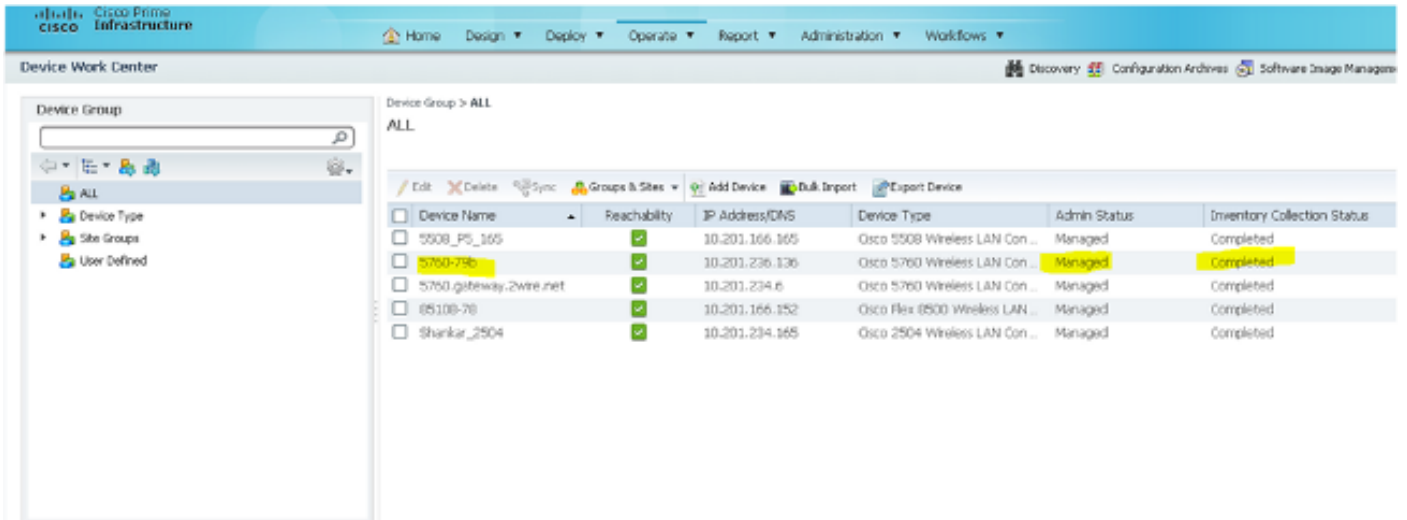 Cisco Prime
CISCO Infrastructure
Home Design Deploy Operate Report Administration Workflows
Device Work Center
Discovery Configuration Archives Software Image Managem
Device Group
ALL
Device Type
Site Groups
User Defined
Device Group > ALL
ALL
Edit Delete Sync Groups & Sites Add Device Bulk Import Export Device
Device Name Reachability IP Address/DNS Device Type Admin Status Inventory Collection Status
5508_PS_165 10.201.166.165 Cisco 5508 Wireless LAN Con ... Managed Completed
5760-79b 10.201.236.136 Cisco 5760 Wireless LAN Con ... Managed Completed
5760.gateway.2wire.net 10.201.234.6 Cisco 5760 Wireless LAN Con ... Managed Completed
85108-78 10.201.166.152 Cisco Flex 8500 Wireless LAN ... Managed Completed
Shankar_2504 10.201.234.165 Cisco 2504 Wireless LAN Con ... Managed Completed